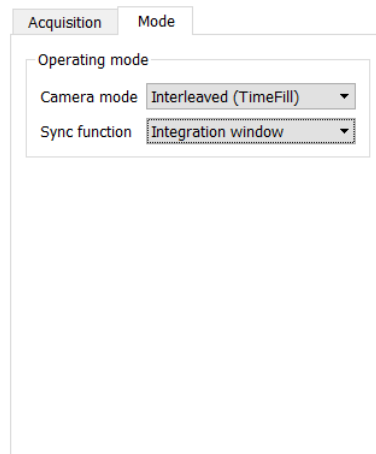 Acquisition Mode
Operating mode
Camera mode Interleaved (TimeFill)
Sync function Integration window